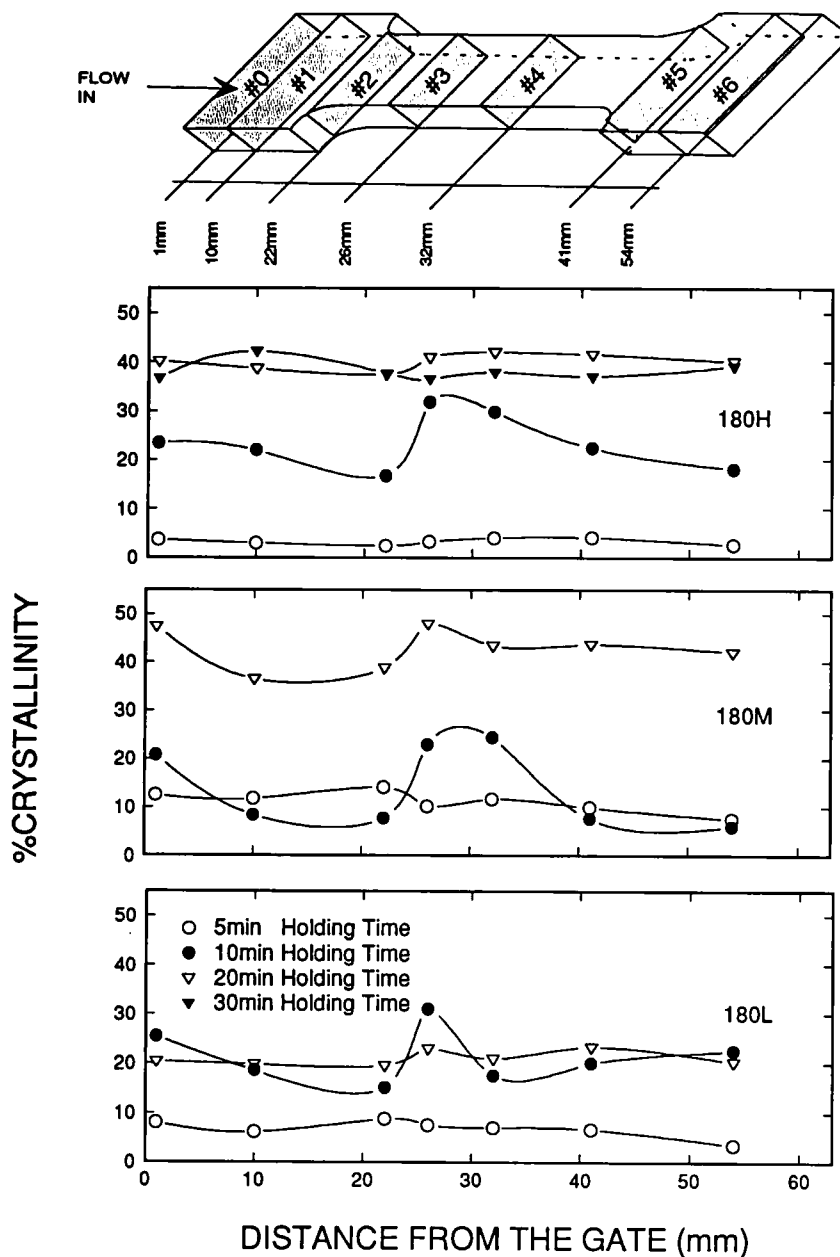 FLOW
IN
#0
#1
#2
#3
#4
#5
#6
1mm
10mm
22mm
26mm
32mm
41mm
54mm
50
40
30
20
10
0
180H
%CRYSTALLINITY
50
40
30
20
10
0
180M
50
40
30
20
10
0
5min Holding Time
10min Holding Time
20min Holding Time
30min Holding Time
180L
0 10 20 30 40 50 60
DISTANCE FROM THE GATE (mm)